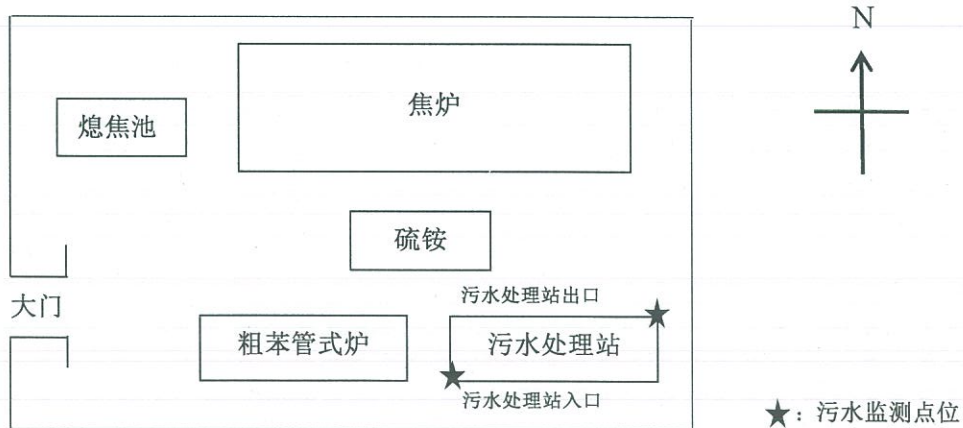 N
焦炉
熄焦池
硫铵
大门
污水处理站出口
粗苯管式炉
污水处理站
污水处理站入口
★：污水监测点位